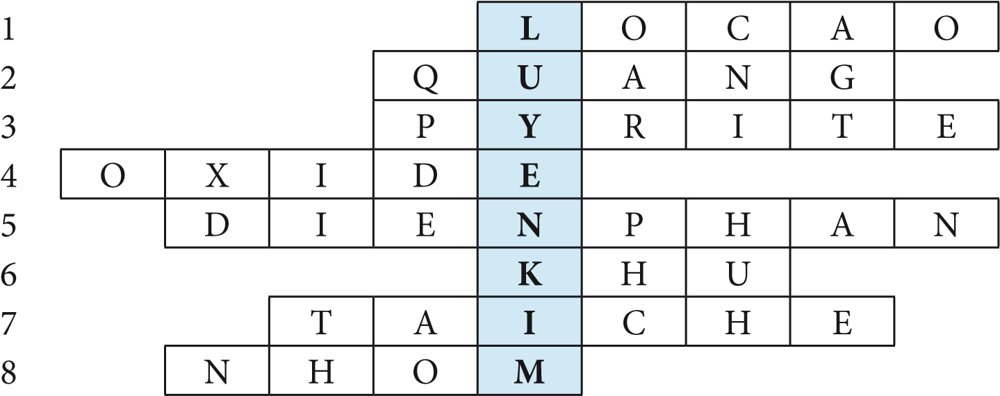 1 L O C A O
2 Q U A N G
3 P Y R I T E
4 O X I D E
5 D I E N P H A N
6 K H U
7 T A I C H E
8 N H O M